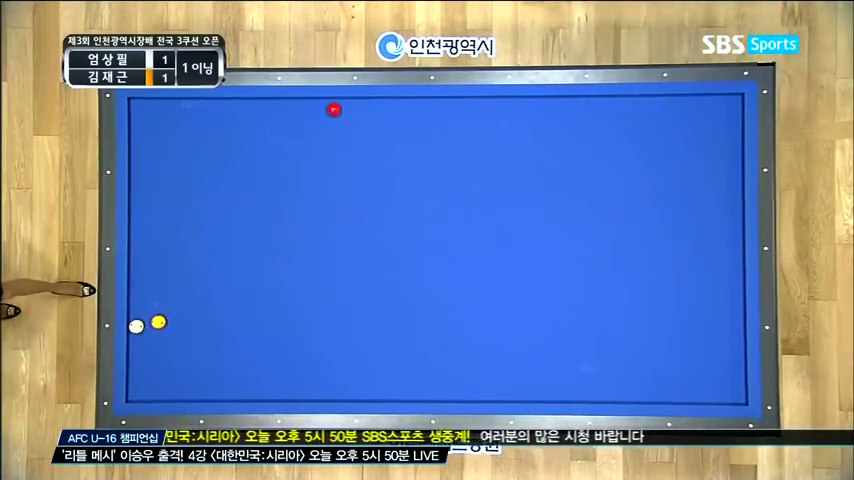 제3회 인천광역시장배 전국 3쿠션 오픈
엄상필 1
김재근 1
1 이닝
인천광역시
SBS Sports
AFC U-16 챔피언십
민국:시리아> 오늘 오후 5시 50분 SBS스포츠 생중계! 여러분의 많은 시청 바랍니다
'리틀 메시' 이승우 출격! 4강 <대한민국:시리아> 오늘 오후 5시 50분 LIVE